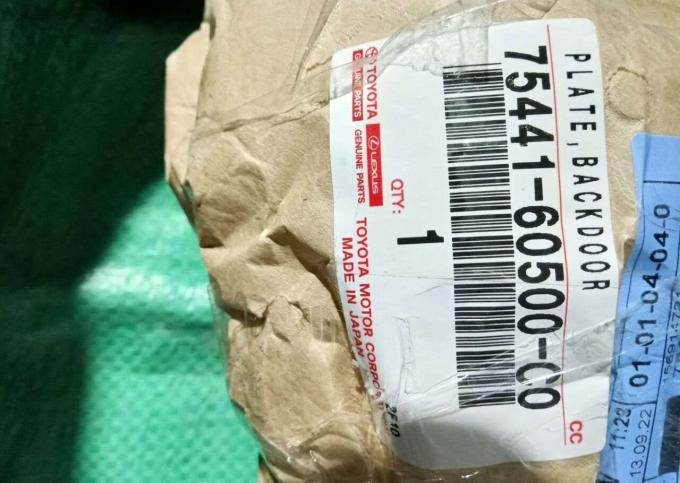 PLATE, BACKDOOR
75441-60500-C0
CC
QTY:
1
TOYOTA
GENUINE PARTS
LEXUS
GENUINE PARTS
TOYOTA MOTOR CORPO
MADE IN JAPAN
2F10
01-01-04-04-0
11:23
13.09.22